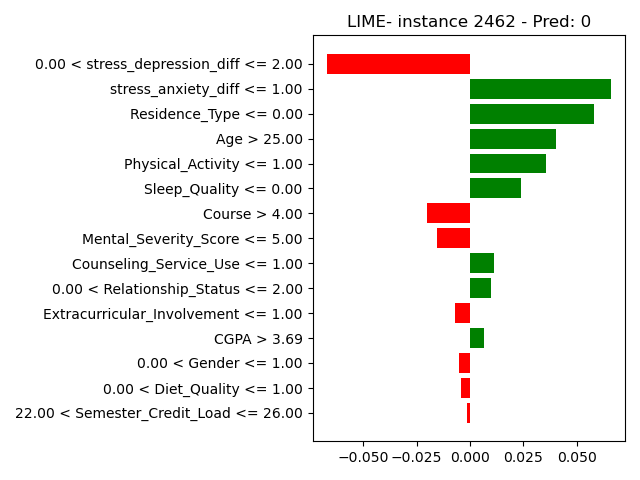 LIME- instance 2462 - Pred: 0
0.00 < stress_depression_diff <= 2.00
stress_anxiety_diff <= 1.00
Residence_Type <= 0.00
Age > 25.00
Physical_Activity <= 1.00
Sleep_Quality <= 0.00
Course > 4.00
Mental_Severity_Score <= 5.00
Counseling_Service_Use <= 1.00
0.00 < Relationship_Status <= 2.00
Extracurricular_Involvement <= 1.00
CGPA > 3.69
0.00 < Gender <= 1.00
0.00 < Diet_Quality <= 1.00
22.00 < Semester_Credit_Load <= 26.00
−0.050 −0.025 0.000 0.025 0.050